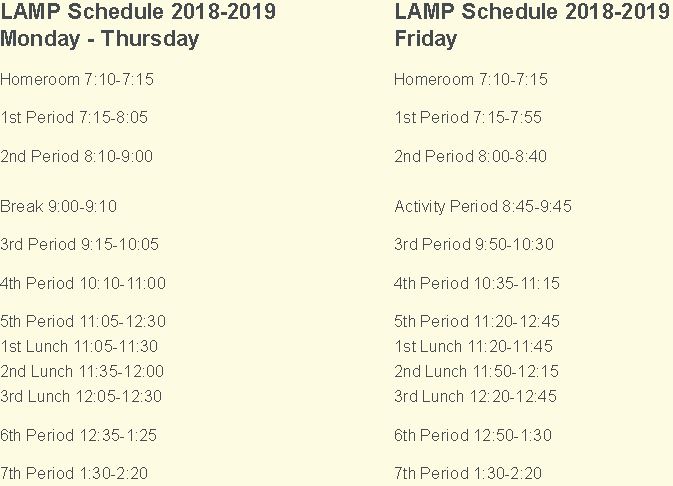 LAMP Schedule 2018-2019
Monday - Thursday
Homeroom 7:10-7:15
1st Period 7:15-8:05
2nd Period 8:10-9:00
Break 9:00-9:10
3rd Period 9:15-10:05
4th Period 10:10-11:00
5th Period 11:05-12:30
1st Lunch 11:05-11:30
2nd Lunch 11:35-12:00
3rd Lunch 12:05-12:30
6th Period 12:35-1:25
7th Period 1:30-2:20
LAMP Schedule 2018-2019
Friday
Homeroom 7:10-7:15
1st Period 7:15-7:55
2nd Period 8:00-8:40
Activity Period 8:45-9:45
3rd Period 9:50-10:30
4th Period 10:35-11:15
5th Period 11:20-12:45
1st Lunch 11:20-11:45
2nd Lunch 11:50-12:15
3rd Lunch 12:20-12:45
6th Period 12:50-1:30
7th Period 1:30-2:20